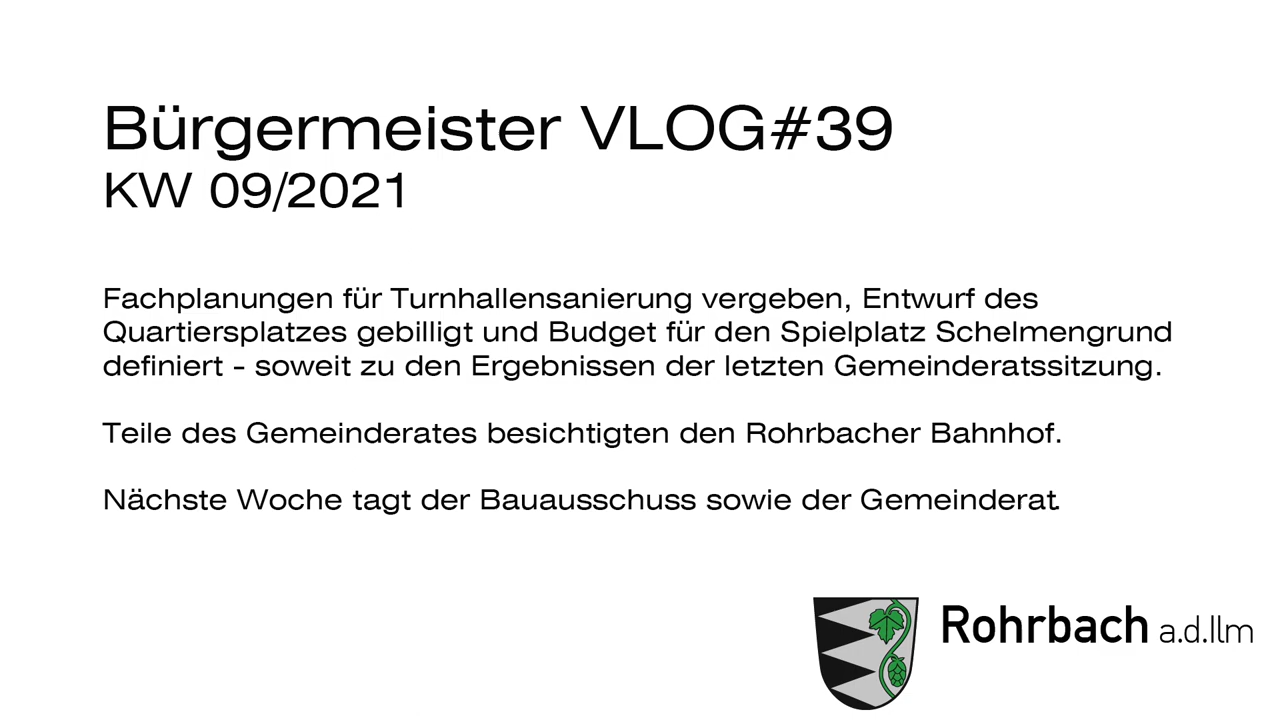 Bürgermeister VLOG#39
KW 09/2021
Fachplanungen für Turnhallensanierung vergeben, Entwurf des
Quartiersplatzes gebilligt und Budget für den Spielplatz Schelmengrund
definiert - soweit zu den Ergebnissen der letzten Gemeinderatssitzung.
Teile des Gemeinderates besichtigten den Rohrbacher Bahnhof.
Nächste Woche tagt der Bauausschuss sowie der Gemeinderat.
Rohrbach a.d.Ilm